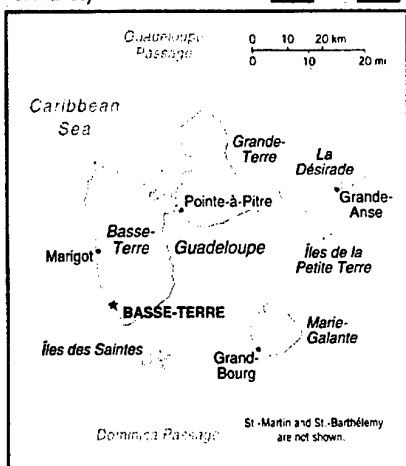 Guadeloupe
Passage
0 10 20 km
0 10 20 mi
Caribbean
Sea
Grande-
Terre
La
Désirade
Pointe-à-Pitre
Grande-
Anse
Basse-
Terre
Guadeloupe
Marigot
Îles de la
Petite Terre
BASSE-TERRE
Marie-
Galante
Îles des Saintes
Grand-
Bourg
Dominica Passage
St.-Martin and St.-Barthélemy
are not shown.